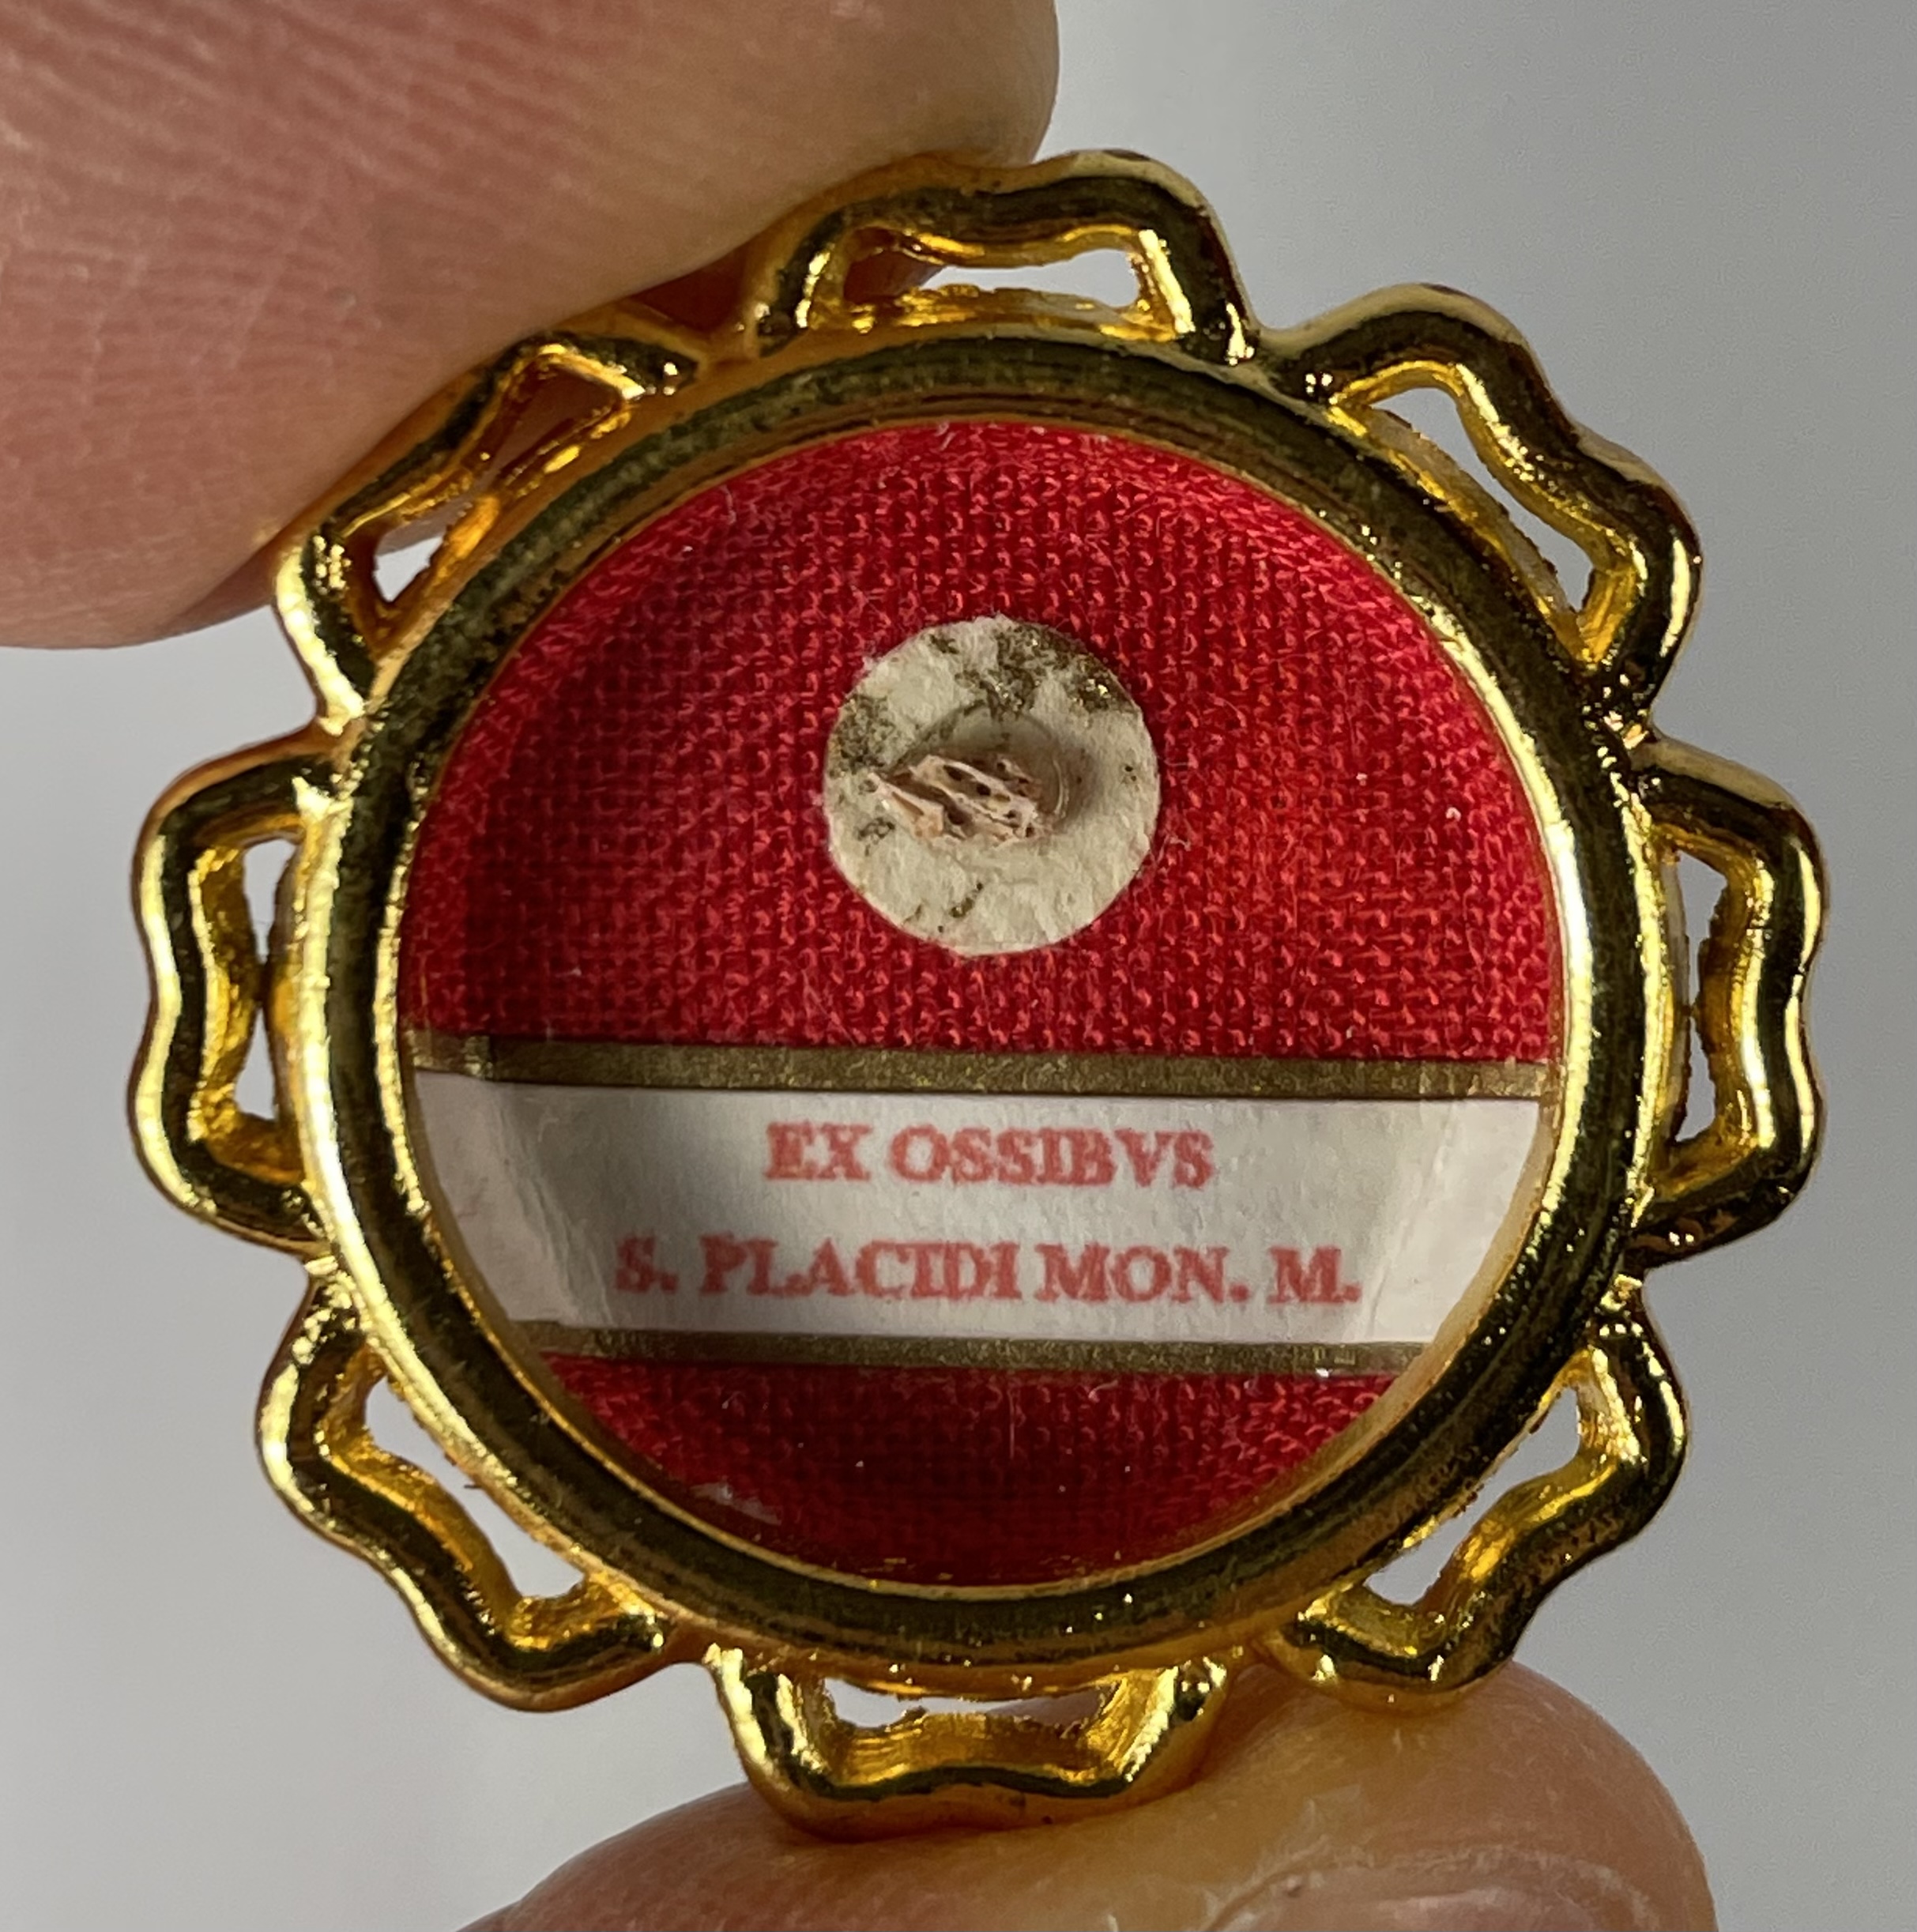 EX OSSIBVS
S. PLACIDI MON. M.